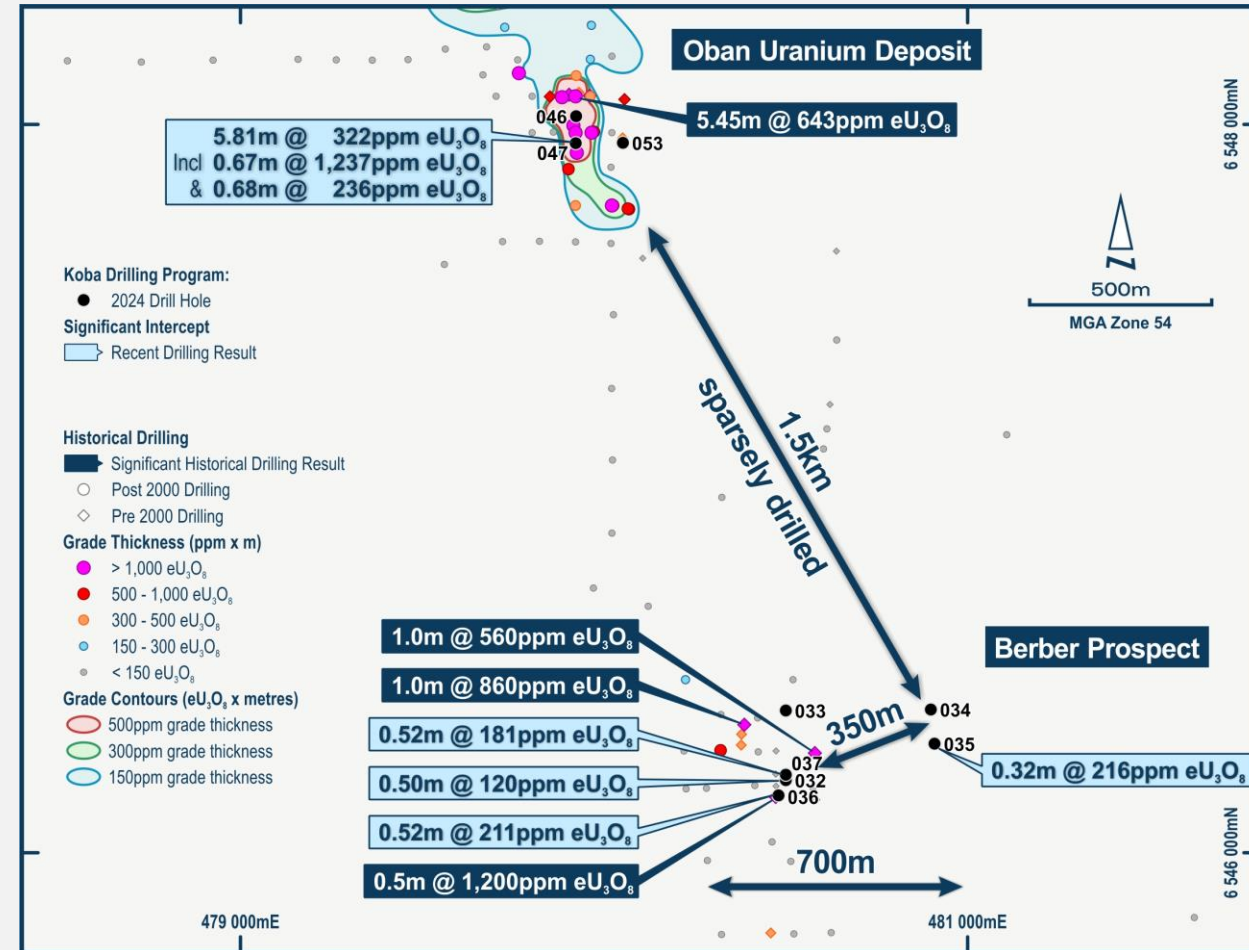 Oban Uranium Deposit
5.45m @ 643ppm eU₃O₈
046
047
053
5.81m @ 322ppm eU₃O₈
Incl 0.67m @ 1,237ppm eU₃O₈
& 0.68m @ 236ppm eU₃O₈
6 548 000mN
N
500m
MGA Zone 54
Koba Drilling Program:
2024 Drill Hole
Significant Intercept
Recent Drilling Result
Historical Drilling
Significant Historical Drilling Result
Post 2000 Drilling
Pre 2000 Drilling
Grade Thickness (ppm x m)
> 1,000 eU₃O₈
500 - 1,000 eU₃O₈
300 - 500 eU₃O₈
150 - 300 eU₃O₈
< 150 eU₃O₈
Grade Contours (eU₃O₈ x metres)
500ppm grade thickness
300ppm grade thickness
150ppm grade thickness
1.5km
sparsely drilled
Berber Prospect
1.0m @ 560ppm eU₃O₈
1.0m @ 860ppm eU₃O₈
0.52m @ 181ppm eU₃O₈
0.50m @ 120ppm eU₃O₈
0.52m @ 211ppm eU₃O₈
0.5m @ 1,200ppm eU₃O₈
033
034
035
037
032
036
350m
0.32m @ 216ppm eU₃O₈
700m
6 546 000mN
479 000mE
481 000mE